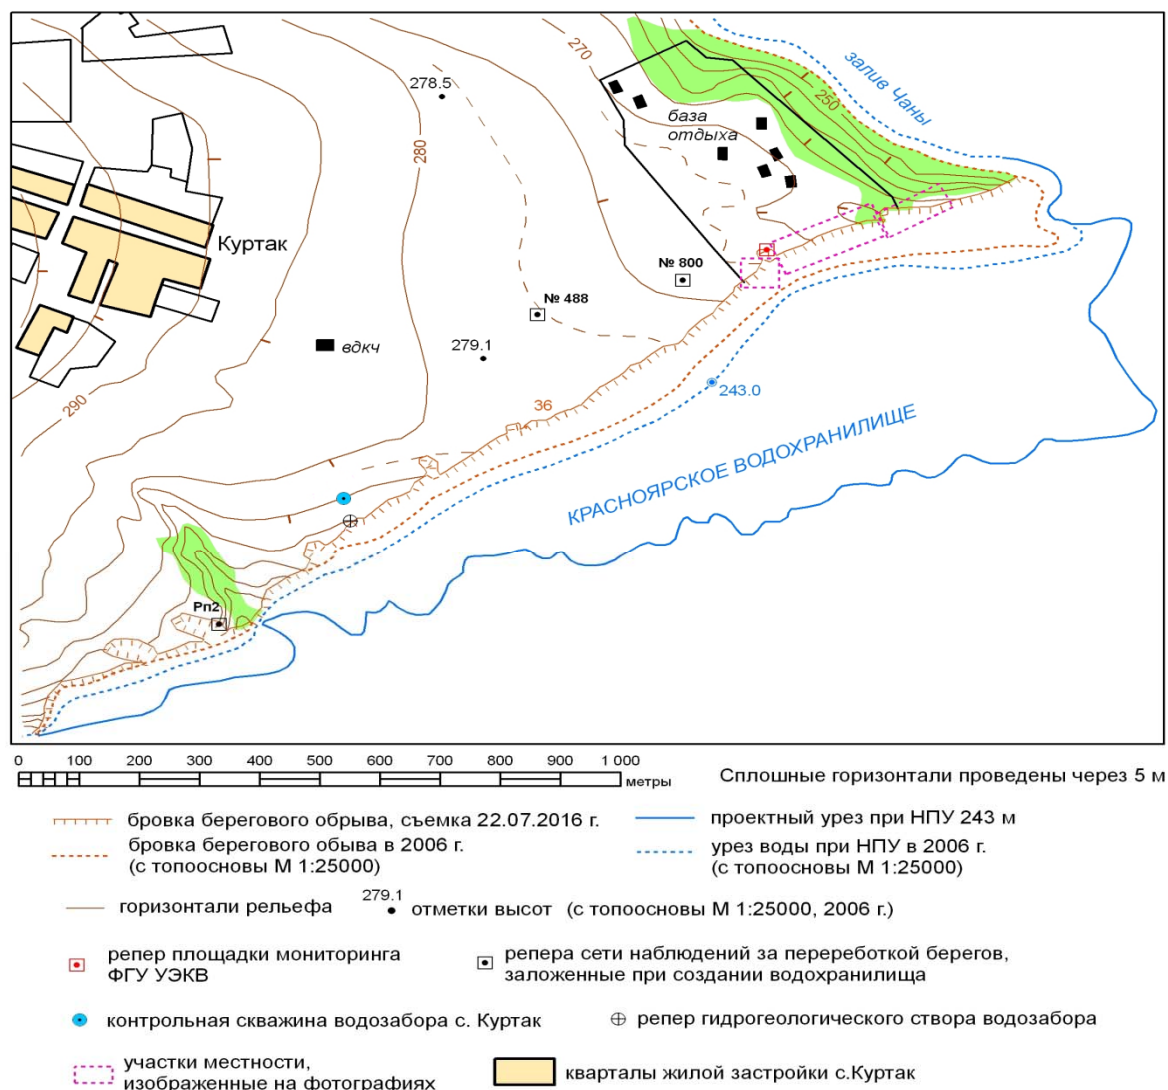 278.5
270
залив Чаны
250
база
отдыха
280
Куртак
№ 800
№ 488
вдкч
279.1
243.0
290
36
КРАСНОЯРСКОЕ ВОДОХРАНИЛИЩЕ
Рп2
0 100 200 300 400 500 600 700 800 900 1 000
метры
Сплошные горизонтали проведены через 5 м
бровка берегового обрыва, съемка 22.07.2016 г.
проектный урез при НПУ 243 м
бровка берегового обыва в 2006 г.
(с топоосновы М 1:25000)
урез воды при НПУ в 2006 г.
(с топоосновы М 1:25000)
горизонтали рельефа
279.1
отметки высот (с топоосновы М 1:25000, 2006 г.)
репер площадки мониторинга
ФГУ УЭКВ
репера сети наблюдений за перереботкой берегов,
заложенные при создании водохранилища
контрольная скважина водозабора с. Куртак
репер гидрогеологического створа водозабора
участки местности,
изображенные на фотографиях
кварталы жилой застройки с.Куртак